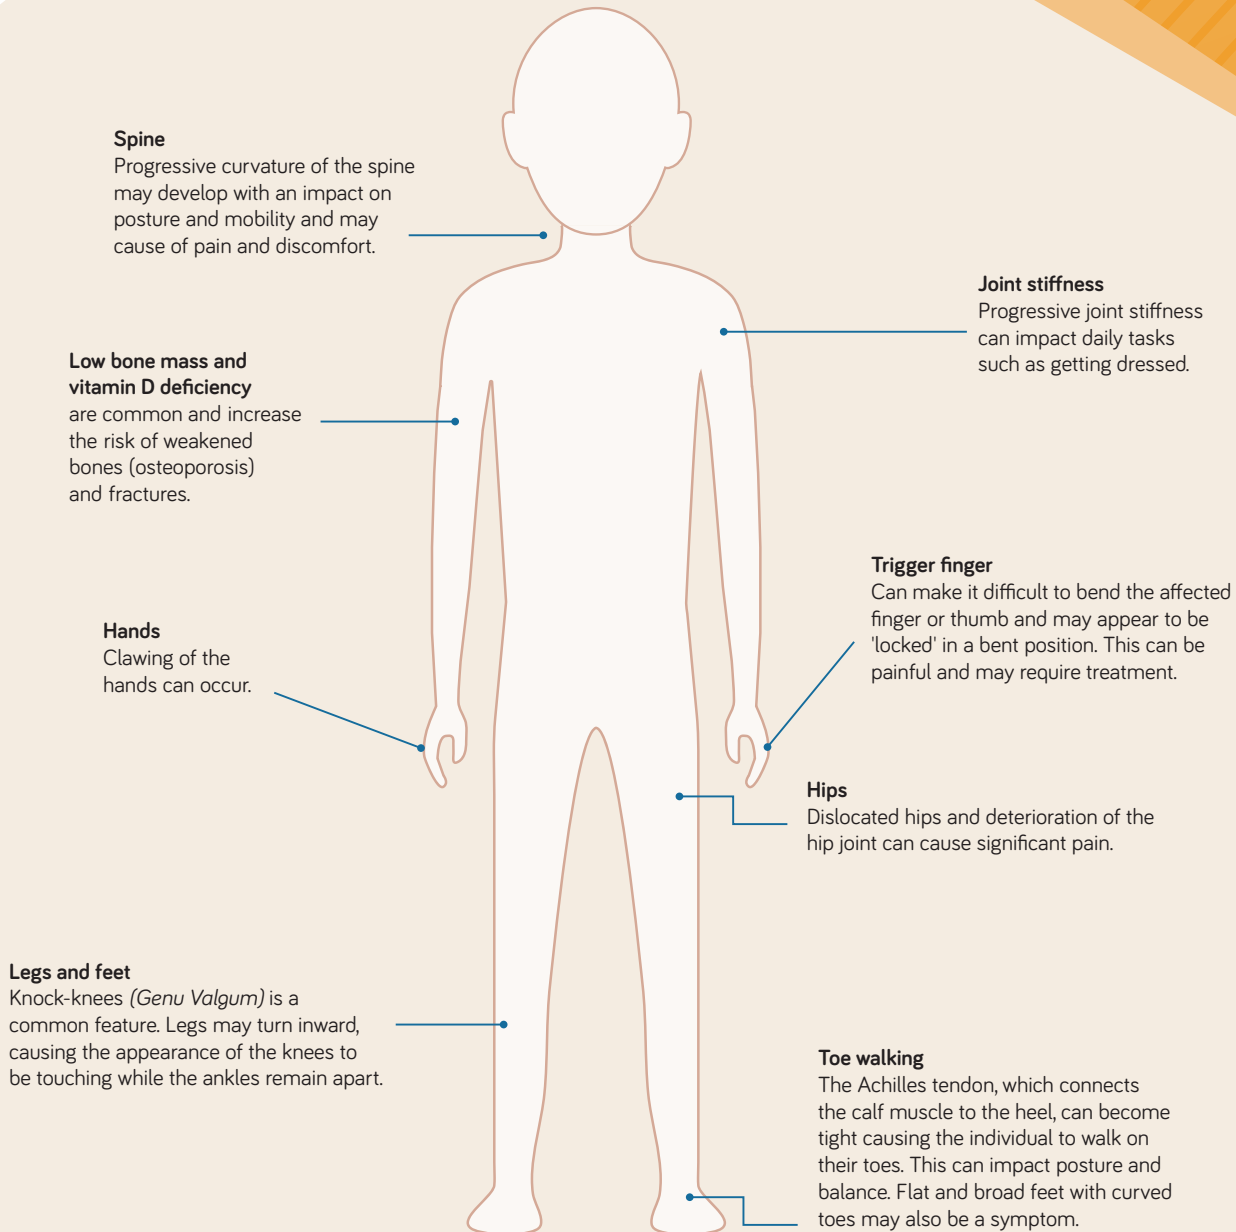 Spine
Progressive curvature of the spine
may develop with an impact on
posture and mobility and may
cause of pain and discomfort.
Joint stiffness
Progressive joint stiffness
can impact daily tasks
such as getting dressed.
Low bone mass and
vitamin D deficiency
are common and increase
the risk of weakened
bones (osteoporosis)
and fractures.
Trigger finger
Can make it difficult to bend the affected
finger or thumb and may appear to be
'locked' in a bent position. This can be
painful and may require treatment.
Hands
Clawing of the
hands can occur.
Hips
Dislocated hips and deterioration of the
hip joint can cause significant pain.
Legs and feet
Knock-knees (Genu Valgum) is a
common feature. Legs may turn inward,
causing the appearance of the knees to
be touching while the ankles remain apart.
Toe walking
The Achilles tendon, which connects
the calf muscle to the heel, can become
tight causing the individual to walk on
their toes. This can impact posture and
balance. Flat and broad feet with curved
toes may also be a symptom.